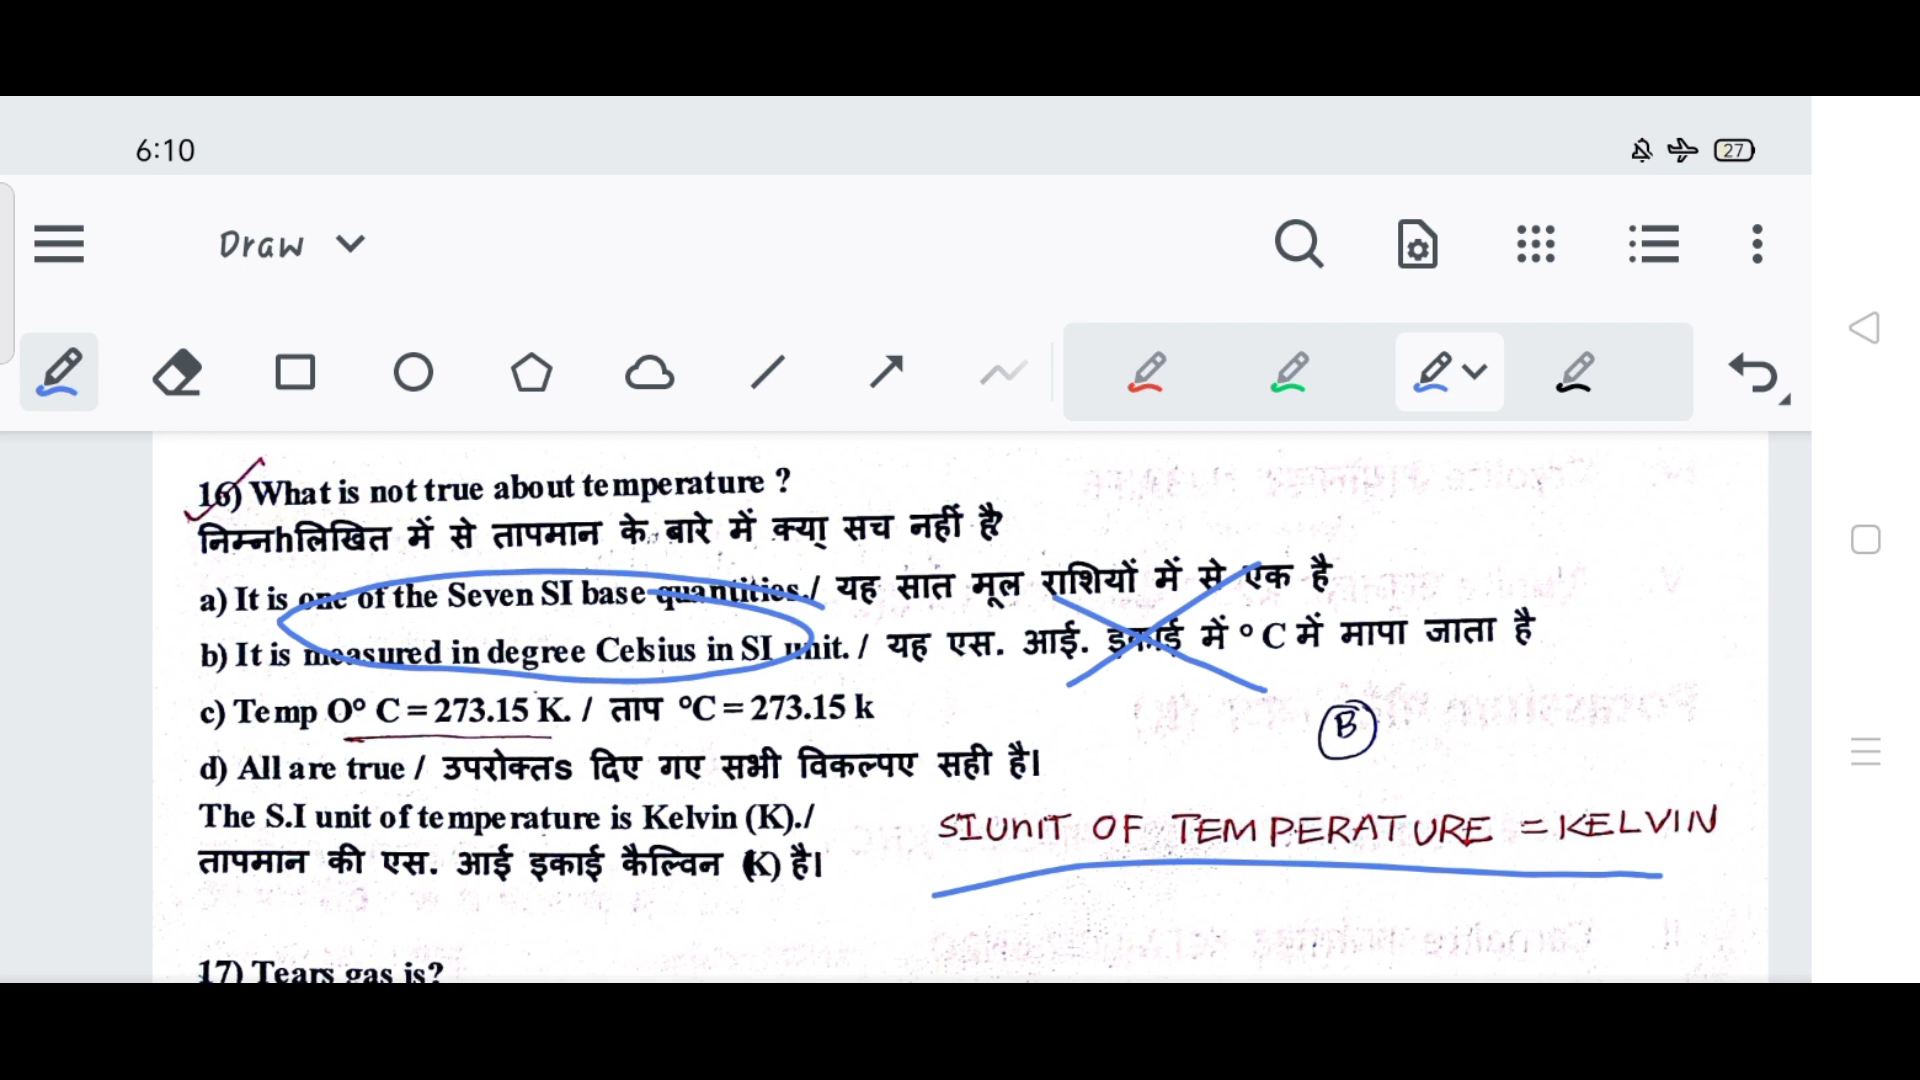 6:10
27
Draw
16) What is not true about temperature ?
निम्नhलिखित में से तापमान के बारे में क्या् सच नहीं है?
a) It is one of the Seven SI base quantities./ यह सात मूल राशियों में से एक है
b) It is measured in degree Celsius in SI unit. / यह एस. आई. इकाई में °C में मापा जाता है
c) Temp O° C = 273.15 K. / ताप °C = 273.15 k
B
d) All are true / उपरोक्तs दिए गए सभी विकल्पए सही है।
The S.I unit of temperature is Kelvin (K)./
SI UNIT OF TEMPERATURE = KELVIN
तापमान की एस. आई इकाई कैल्विन (K) है।
17) Tears gas is?